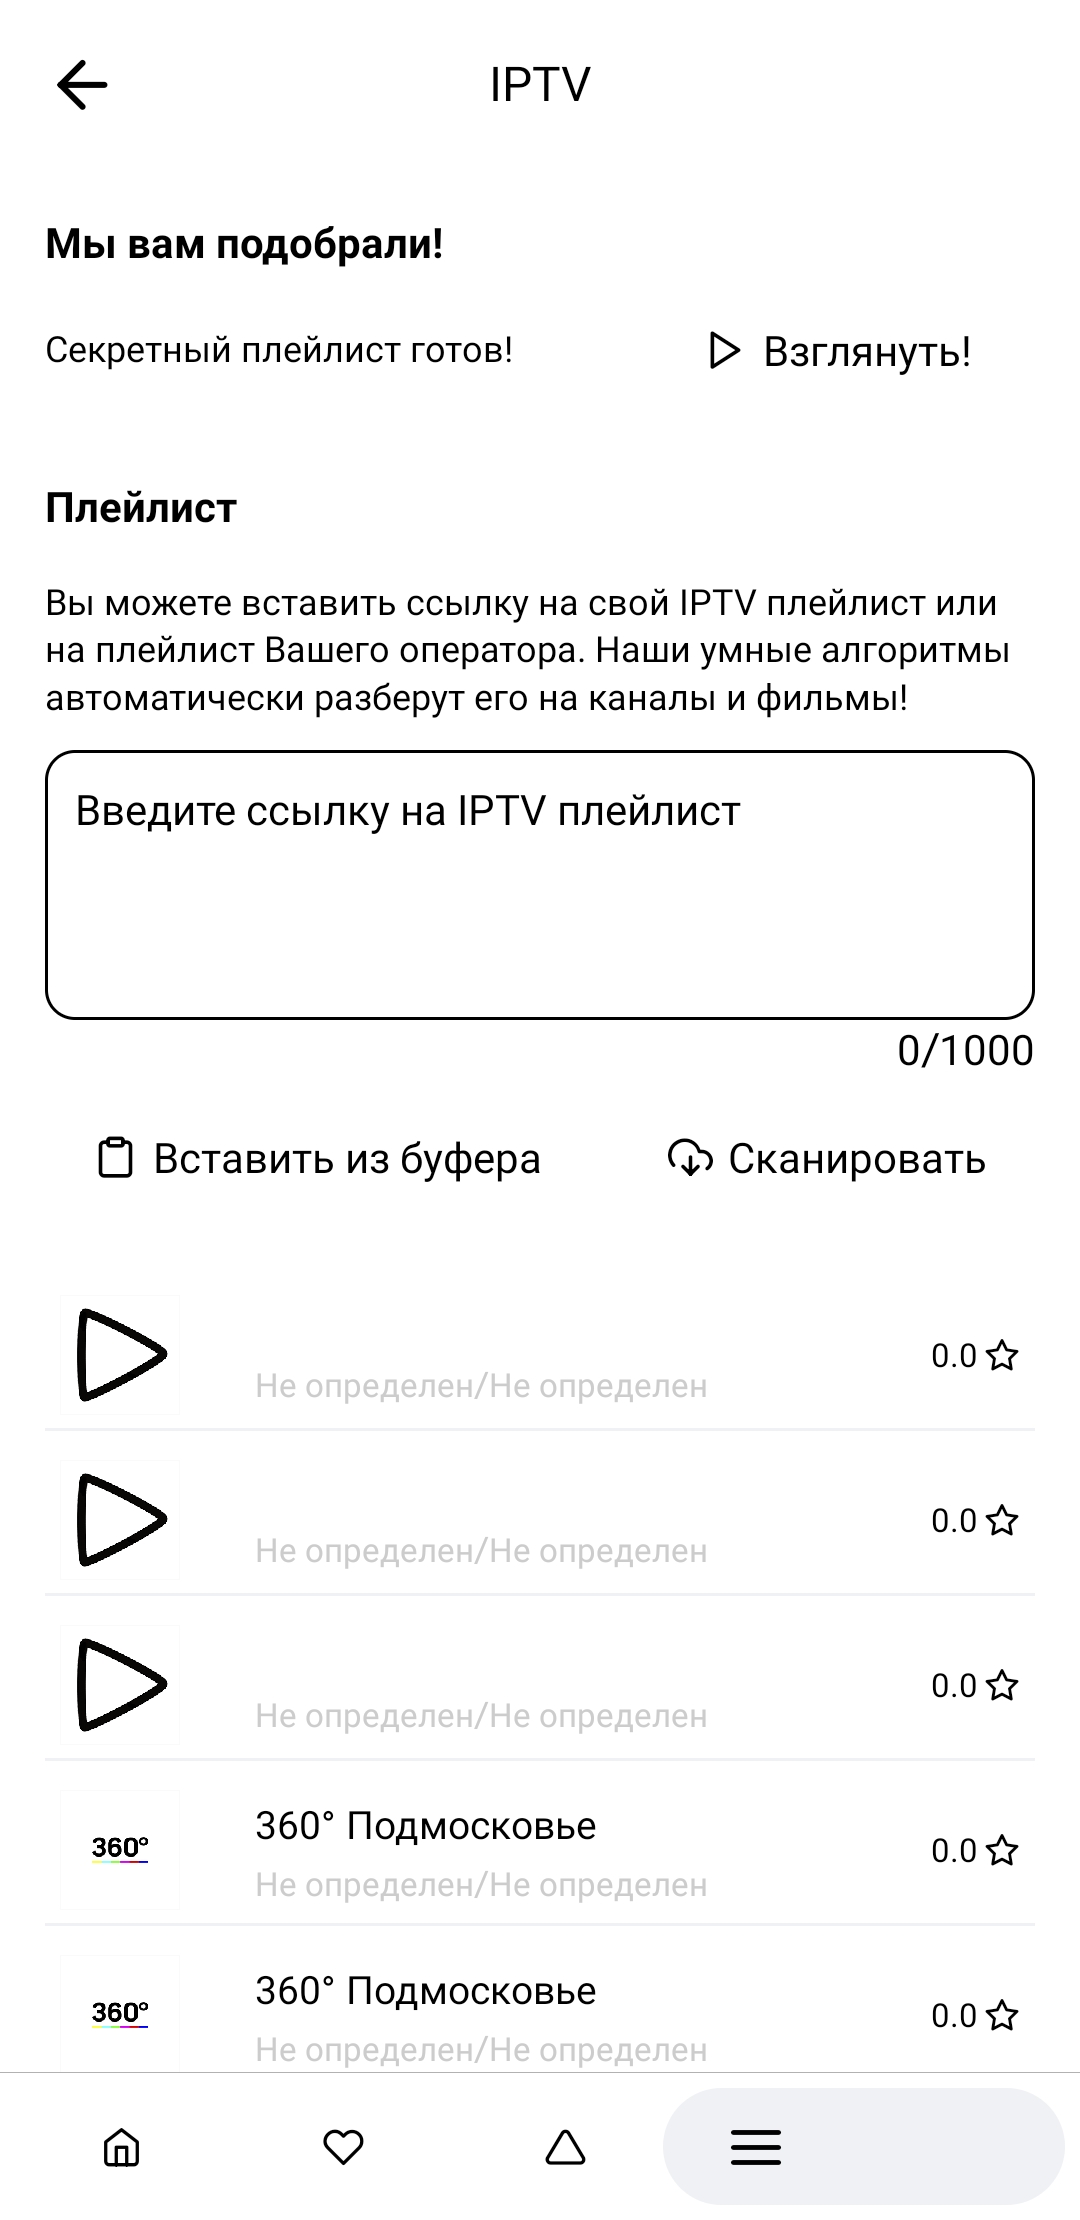 IPTV
Мы вам подобрали!
Секретный плейлист готов!
Взглянуть!
Плейлист
Вы можете вставить ссылку на свой IPTV плейлист или
на плейлист Вашего оператора. Наши умные алгоритмы
автоматически разберут его на каналы и фильмы!
Введите ссылку на IPTV плейлист
0/1000
Вставить из буфера
Сканировать
Не определен/Не определен
0.0
Не определен/Не определен
0.0
Не определен/Не определен
0.0
360°
360° Подмосковье
Не определен/Не определен
0.0
360°
360° Подмосковье
Не определен/Не определен
0.0